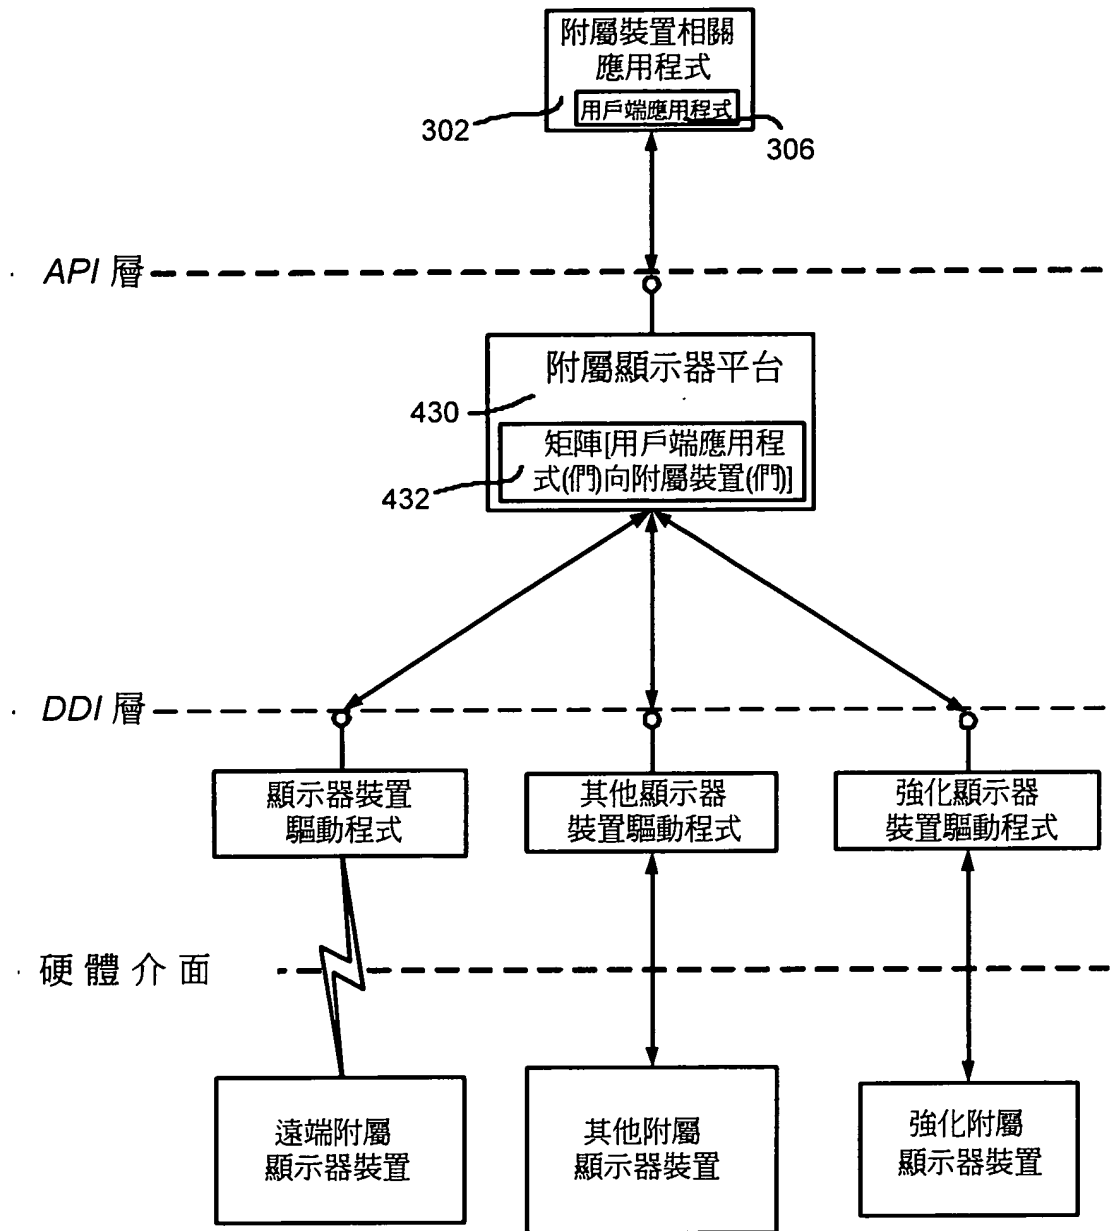 附屬裝置相關
應用程式
用戶端應用程式
302
306
API 層
附屬顯示器平台
430
矩陣[用戶端應用程
式(們)向附屬裝置(們)]
432
DDI 層
顯示器裝置
驅動程式
其他顯示器
裝置驅動程式
強化顯示器
裝置驅動程式
硬體介面
遠端附屬
顯示器裝置
其他附屬
顯示器裝置
強化附屬
顯示器裝置